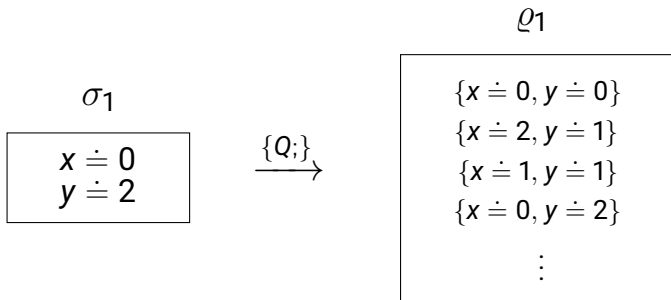 ϱ1
σ1
{x ≐ 0, y ≐ 0}
{Q;}
{x ≐ 2, y ≐ 1}
x ≐ 0
{x ≐ 1, y ≐ 1}
y ≐ 2
{x ≐ 0, y ≐ 2}
⋮